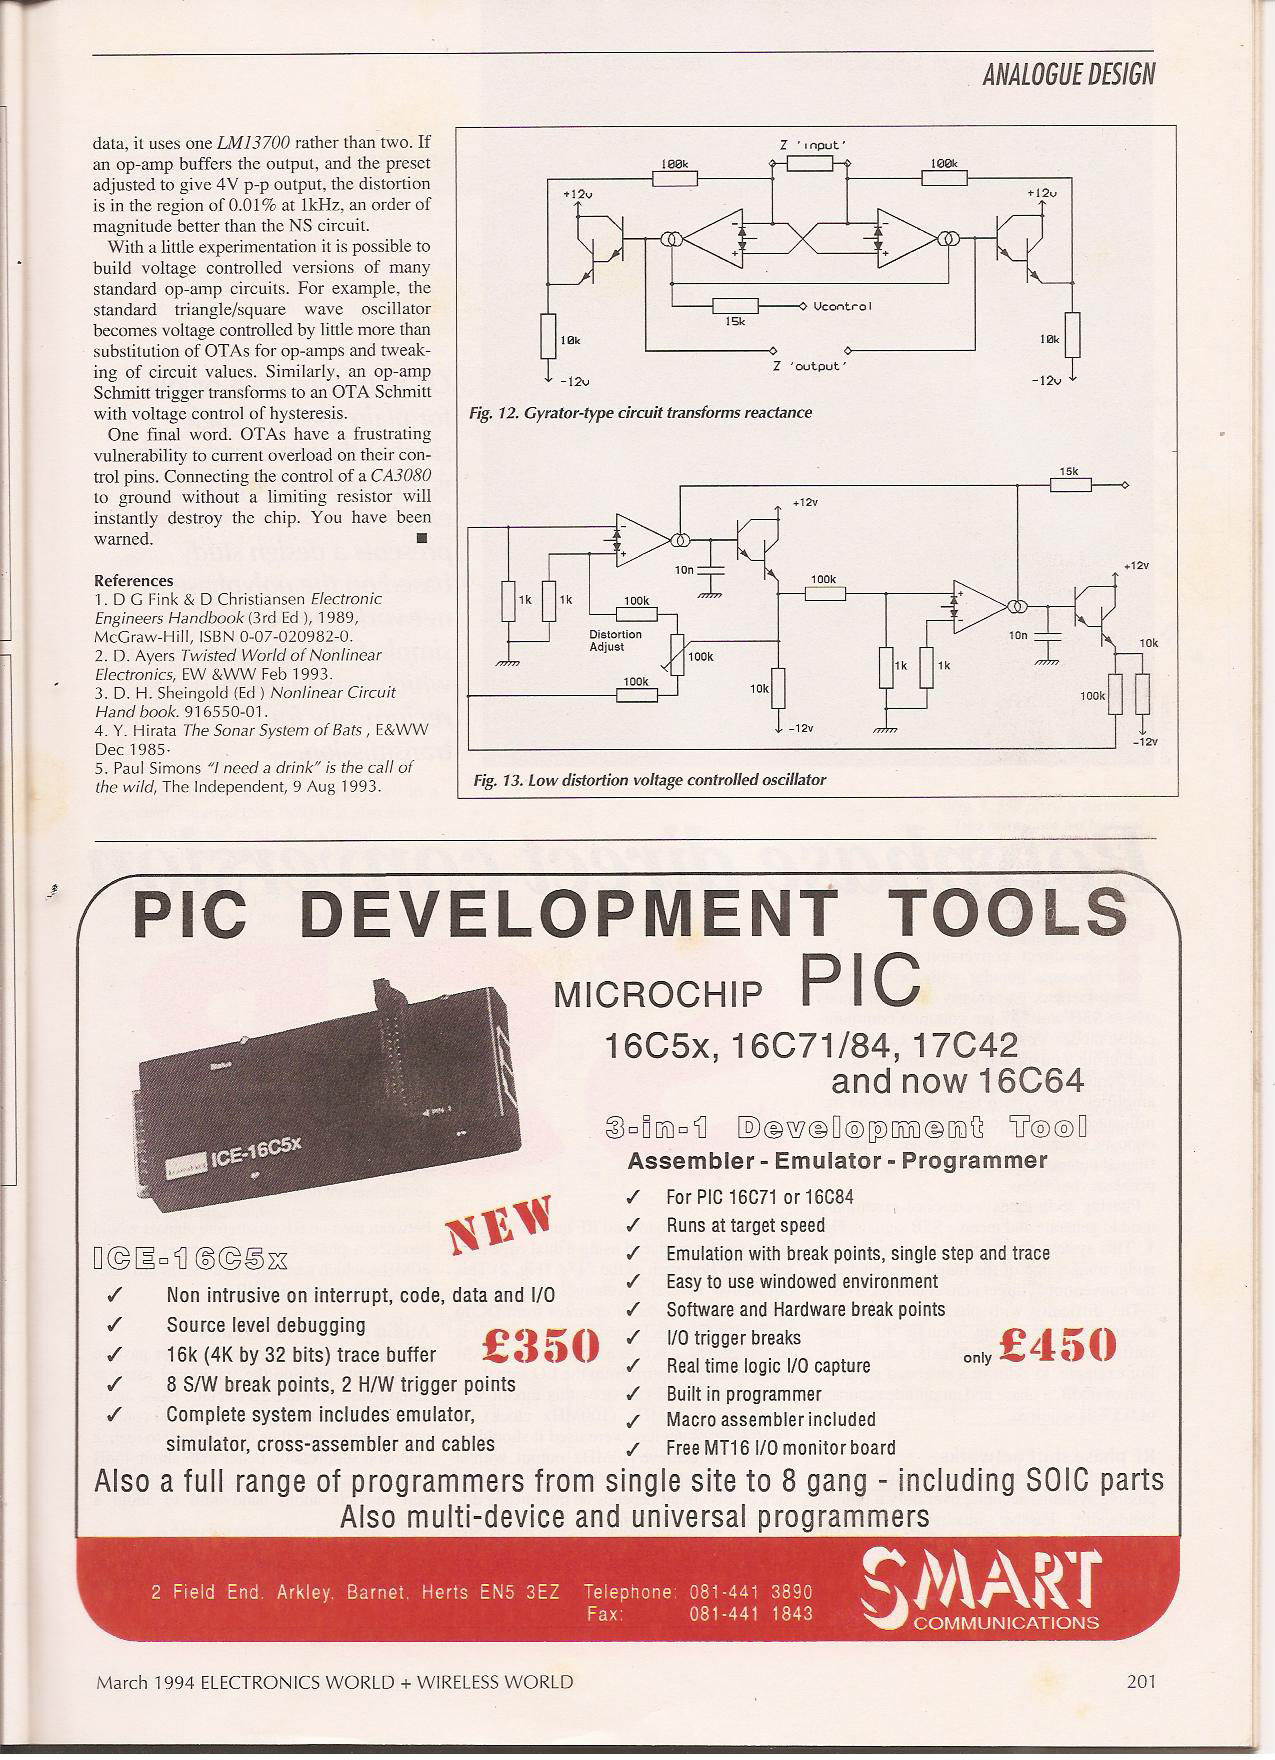 ANALOGUE DESIGN
data, it uses one LM13700 rather than two. If
an op-amp buffers the output, and the preset
adjusted to give 4V p-p output, the distortion
is in the region of 0.01% at 1kHz, an order of
magnitude better than the NS circuit.
With a little experimentation it is possible to
build voltage controlled versions of many
standard op-amp circuits. For example, the
standard triangle/square wave oscillator
becomes voltage controlled by little more than
substitution of OTAs for op-amps and tweak-
ing of circuit values. Similarly, an op-amp
Schmitt trigger transforms to an OTA Schmitt
with voltage control of hysteresis.
One final word. OTAs have a frustrating
vulnerability to current overload on their con-
trol pins. Connecting the control of a CA3080
to ground without a limiting resistor will
instantly destroy the chip. You have been
warned. ■
References
1. D G Fink & D Christiansen Electronic
Engineers Handbook (3rd Ed ), 1989,
McGraw-Hill, ISBN 0-07-020982-0.
2. D. Ayers Twisted World of Nonlinear
Electronics, EW &WW Feb 1993.
3. D. H. Sheingold (Ed ) Nonlinear Circuit
Hand book. 916550-01.
4. Y. Hirata The Sonar System of Bats , E&WW
Dec 1985·
5. Paul Simons "I need a drink" is the call of
the wild, The Independent, 9 Aug 1993.
Z 'input'
100k
100k
+12v
+12v
- -
+ +
Vcontrol
15k
10k
10k
Z 'output'
-12v
-12v
Fig. 12. Gyrator-type circuit transforms reactance
15k
+12v
-
+
10n
1k
1k
100k
Distortion
Adjust
100k
100k
10k
-12v
100k
+12v
+
-
10n
1k
1k
10k
100k
-12v
Fig. 13. Low distortion voltage controlled oscillator
PIC DEVELOPMENT TOOLS
MICROCHIP PIC
16C5x, 16C71/84, 17C42
and now 16C64
3-in-1 Development Tool
Assembler - Emulator - Programmer
✓ For PIC 16C71 or 16C84
✓ Runs at target speed
✓ Emulation with break points, single step and trace
✓ Easy to use windowed environment
✓ Software and Hardware break points
✓ I/O trigger breaks
✓ Real time logic I/O capture
✓ Built in programmer
✓ Macro assembler included
✓ Free MT16 I/O monitor board
only £450
Status
PIN 1
ICE-16C5x
NEW
ICE-16C5x
✓ Non intrusive on interrupt, code, data and I/O
✓ Source level debugging
✓ 16k (4K by 32 bits) trace buffer
✓ 8 S/W break points, 2 H/W trigger points
✓ Complete system includes emulator,
simulator, cross-assembler and cables
£350
Also a full range of programmers from single site to 8 gang - including SOIC parts
Also multi-device and universal programmers
2 Field End, Arkley, Barnet, Herts EN5 3EZ Telephone: 081-441 3890
Fax: 081-441 1843
SMART
COMMUNICATIONS
March 1994 ELECTRONICS WORLD + WIRELESS WORLD
201